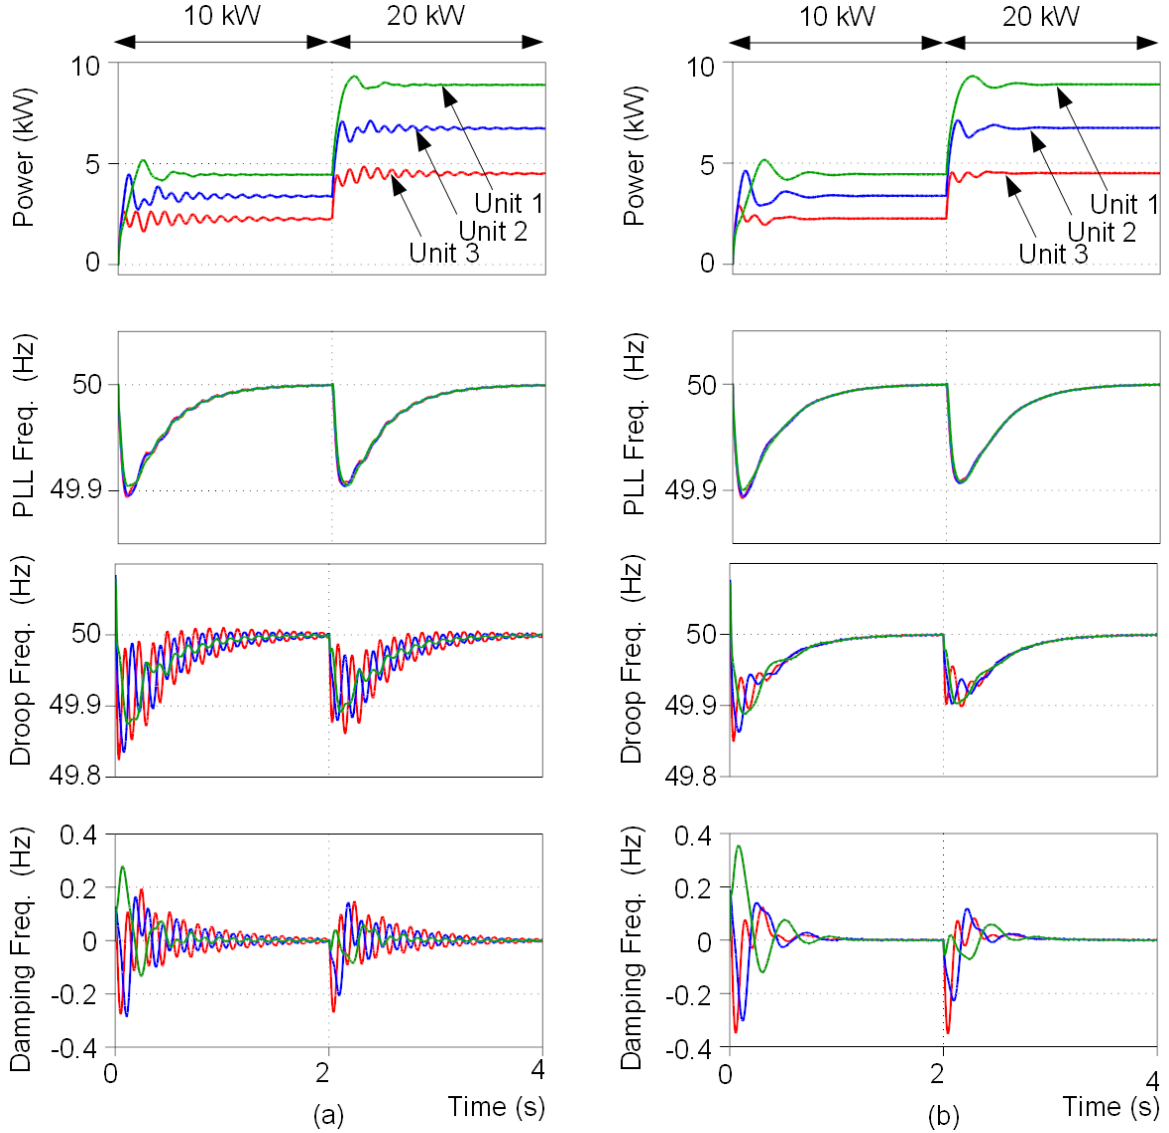 10 kW
20 kW
10
5
0
Power (kW)
Unit 1
Unit 2
Unit 3
50
49.9
PLL Freq. (Hz)
50
49.9
49.8
Droop Freq. (Hz)
0.4
0.2
0
-0.2
-0.4
Damping Freq. (Hz)
0
2
4
Time (s)
(a)
10 kW
20 kW
10
5
0
Power (kW)
Unit 1
Unit 2
Unit 3
50
49.9
PLL Freq. (Hz)
50
49.9
49.8
Droop Freq. (Hz)
0.4
0.2
0
-0.2
-0.4
Damping Freq. (Hz)
0
2
4
Time (s)
(b)